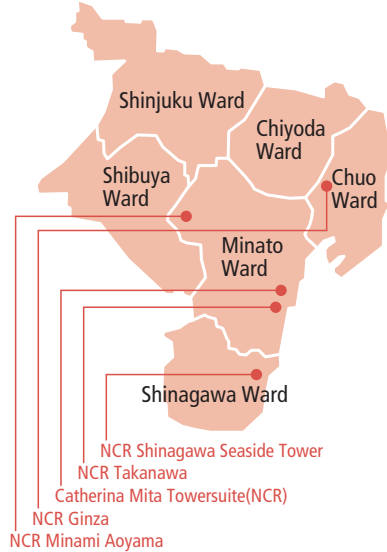 Shinjuku Ward
Chiyoda
Ward
Shibuya
Ward
Chuo
Ward
Minato
Ward
Shinagawa Ward
NCR Shinagawa Seaside Tower
NCR Takanawa
Catherina Mita Towersuite(NCR)
NCR Ginza
NCR Minami Aoyama